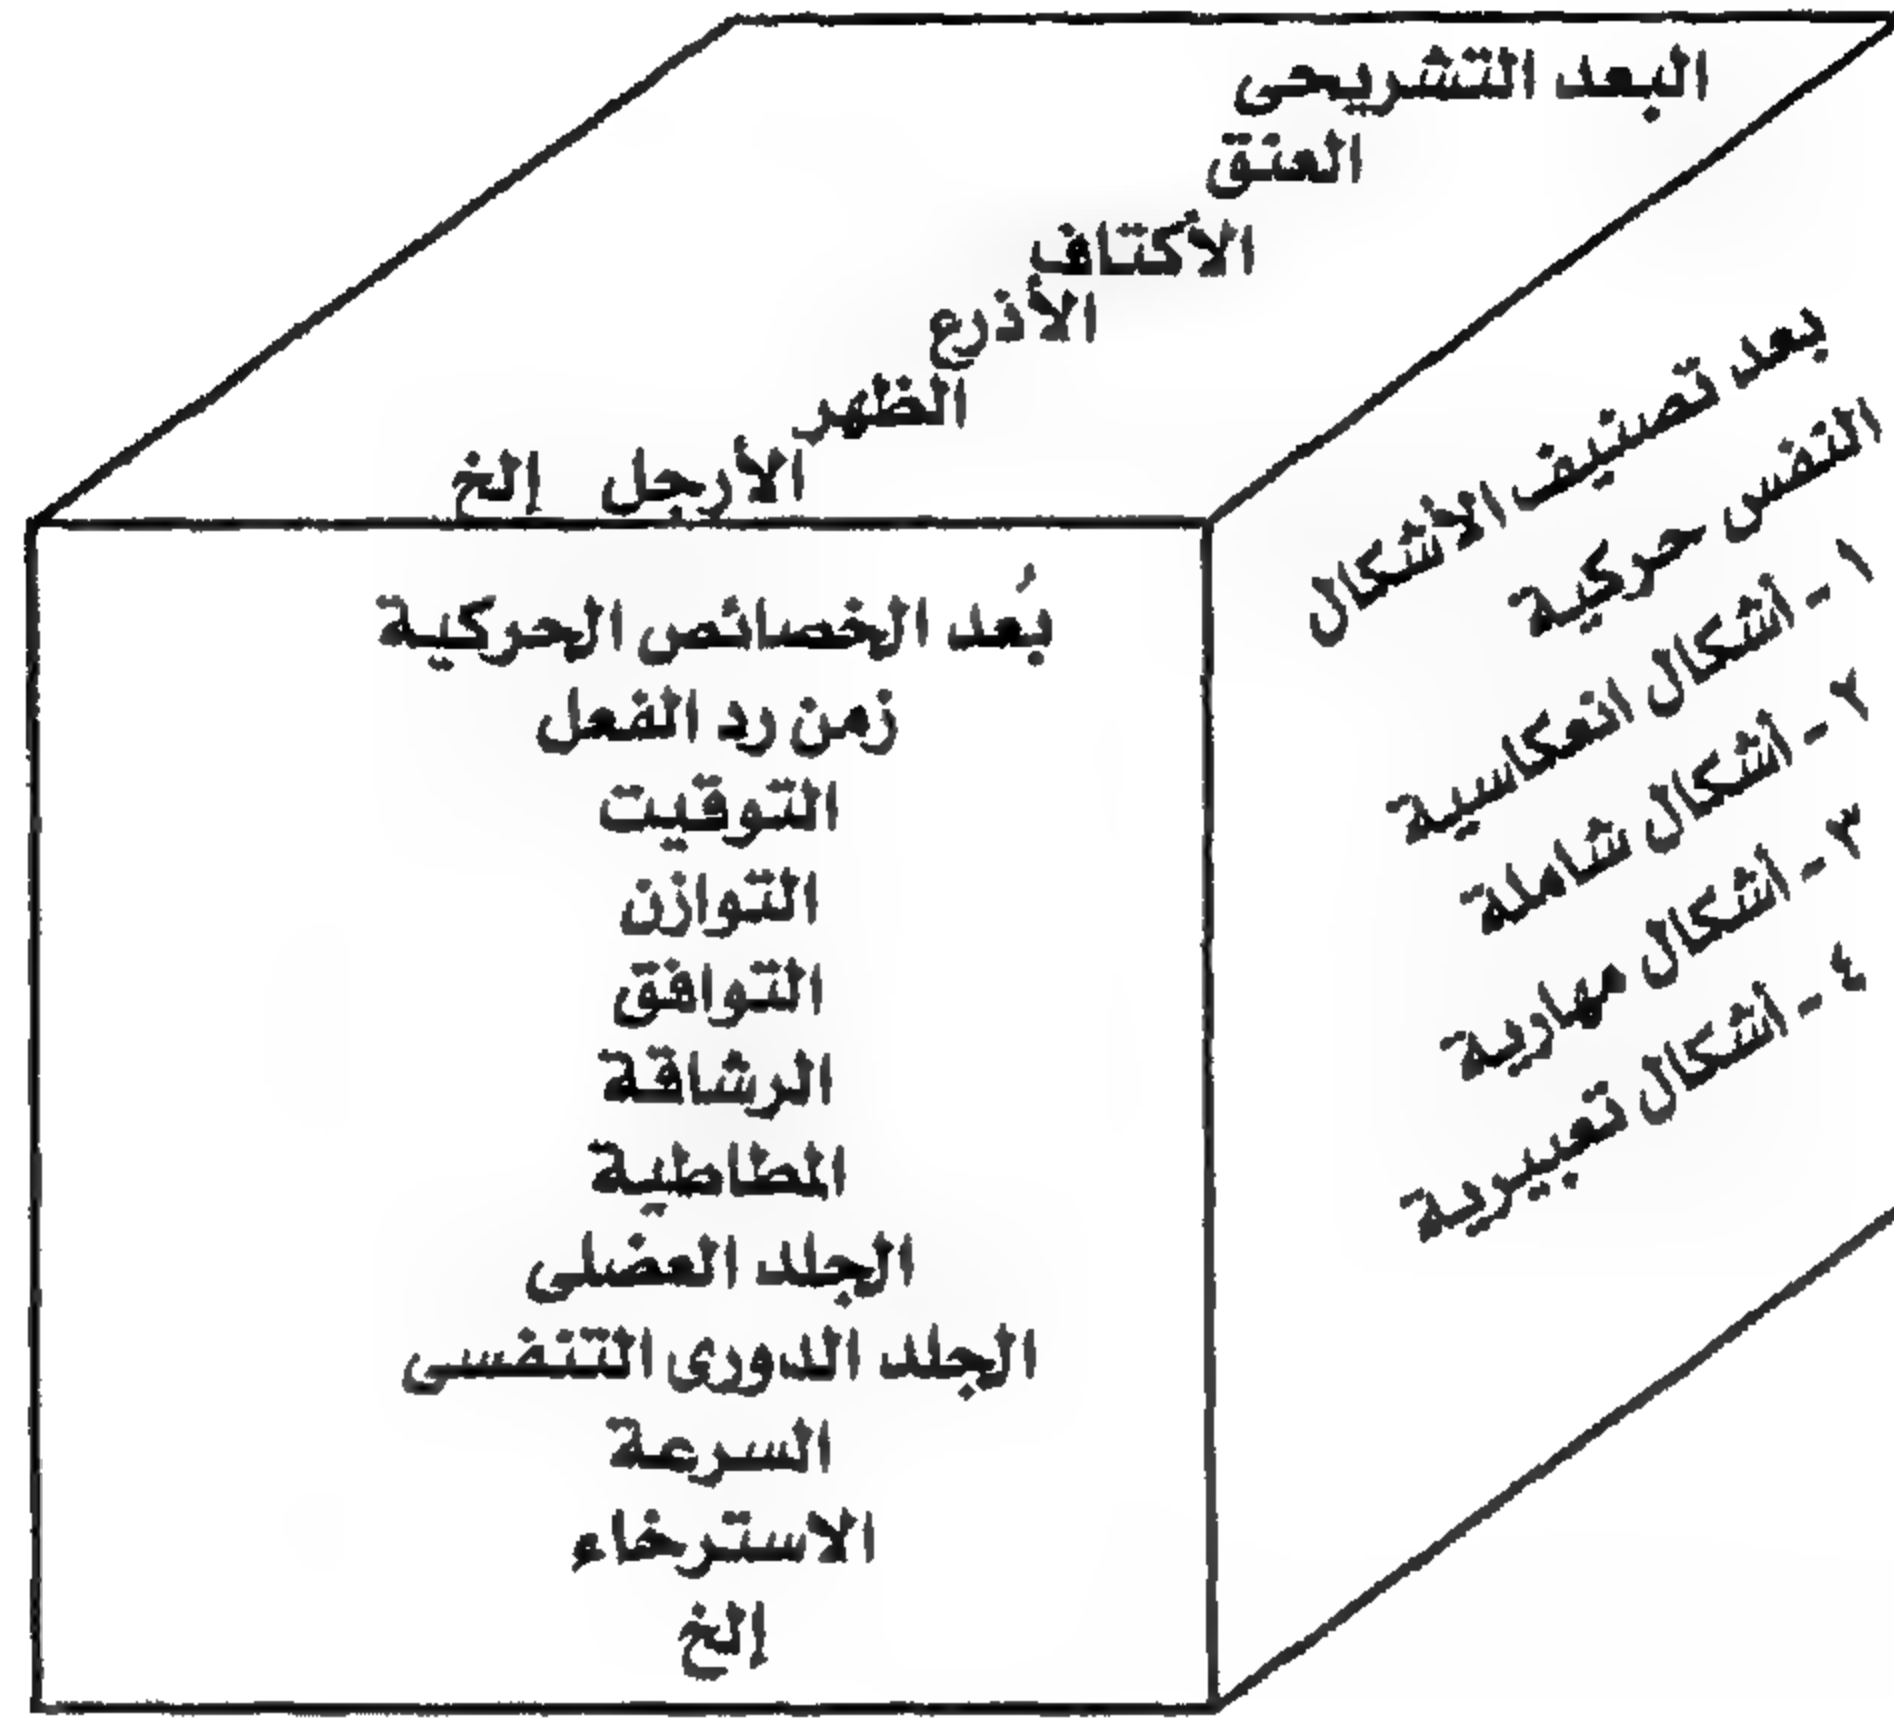 البعد التشريحى
العنق
الأكتاف
الأذرع
الظهر
الأرجل إلخ
بُعد الخصائص الحركية
زمن رد الفعل
التوقيت
التوازن
التوافق
الرشاقة
المطاطية
الجلد العضلى
الجلد الدورى التنفسى
السرعة
الاسترخاء
إلخ
بعد تصنيف الأشكال
النفس حركية
١ - أشكال انعكاسية
٢ - أشكال شاملة
٣ - أشكال مهارية
٤ - أشكال تعبيرية